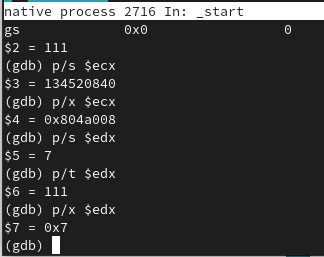 native process 2716 In: _start
gs 0x0 0
$2 = 111
(gdb) p/s $ecx
$3 = 134520840
(gdb) p/x $ecx
$4 = 0x804a008
(gdb) p/s $edx
$5 = 7
(gdb) p/t $edx
$6 = 111
(gdb) p/x $edx
$7 = 0x7
(gdb)